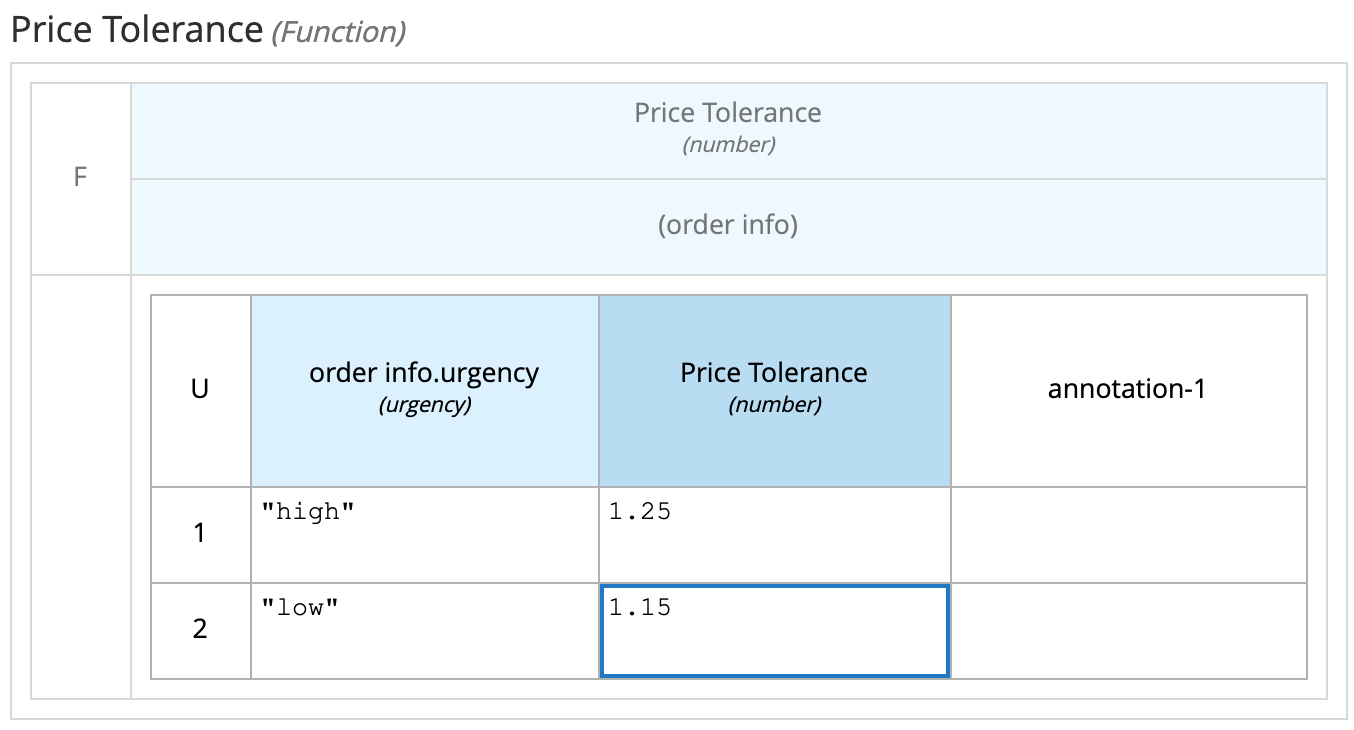 Price Tolerance (Function)
F
Price Tolerance
(number)
(order info)
U
order info.urgency
(urgency)
Price Tolerance
(number)
annotation-1
1
"high"
1.25
2
"low"
1.15